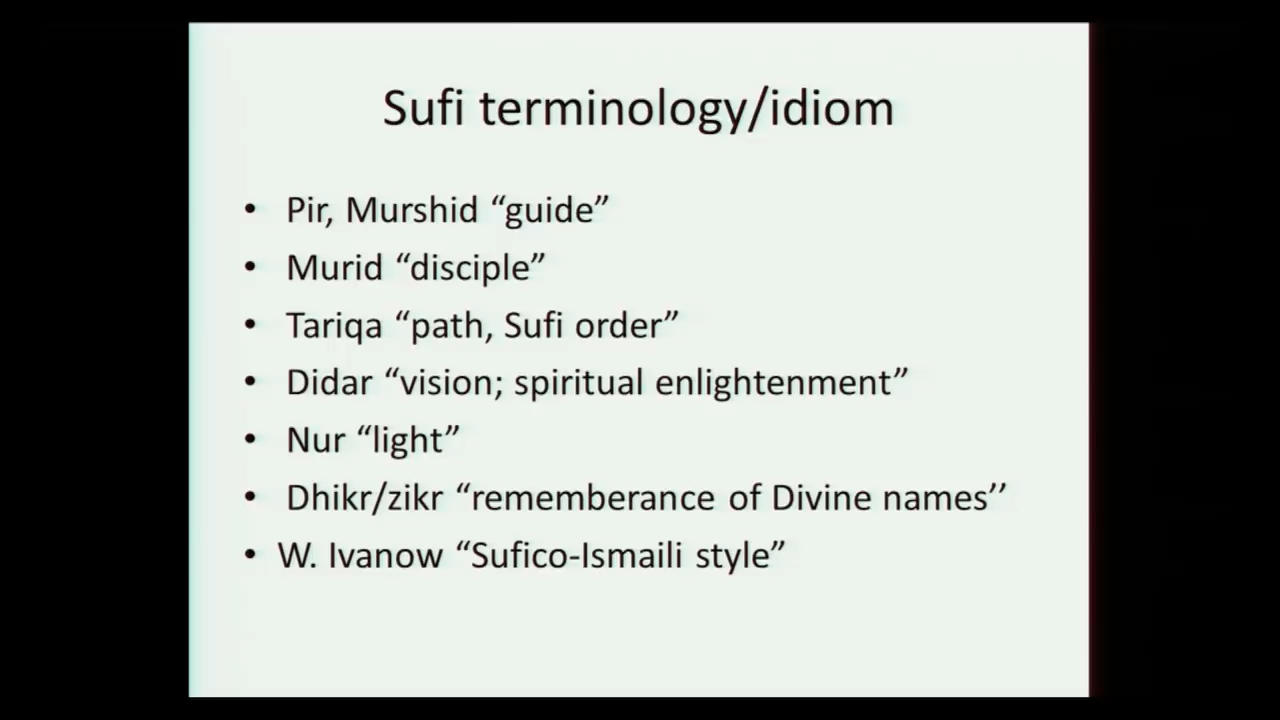 Sufi terminology/idiom
• Pir, Murshid “guide”
• Murid “disciple”
• Tariqa “path, Sufi order”
• Didar “vision; spiritual enlightenment”
• Nur “light”
• Dhikr/zikr “rememberance of Divine names’’
• W. Ivanow “Sufico-Ismaili style”